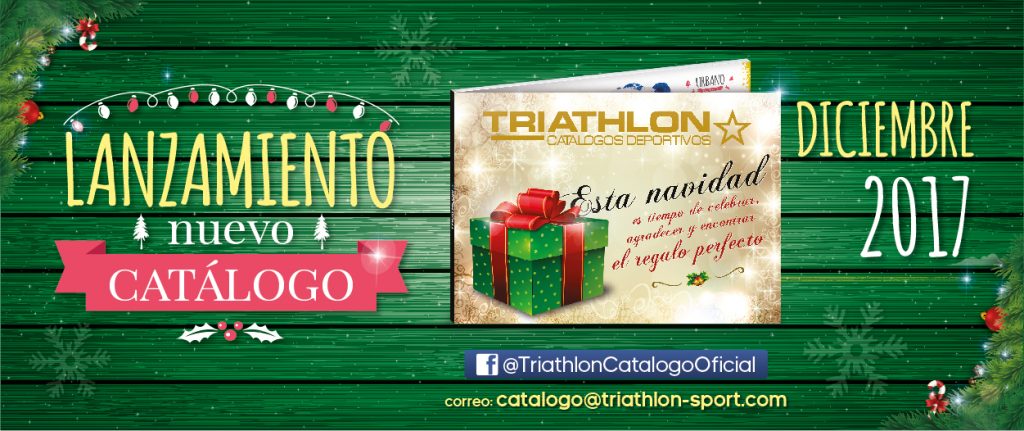 LANZAMIENTO
nuevo
CATÁLOGO
URBANO
TRIATHLON
CATALOGOS DEPORTIVOS
Esta navidad
es tiempo de celebrar,
agradecer y encontrar
el regalo perfecto
DICIEMBRE
2017
f @TriathlonCatalogoOficial
correo: catalogo@triathlon-sport.com